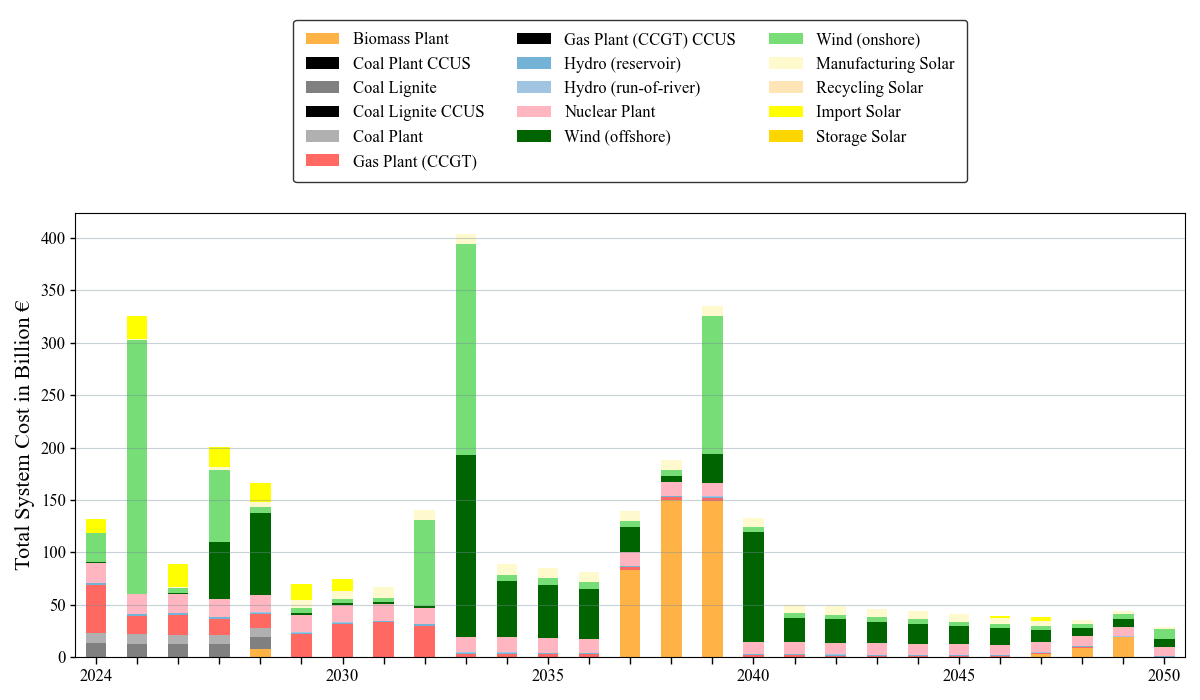 Biomass Plant
Coal Plant CCUS
Coal Lignite
Coal Lignite CCUS
Coal Plant
Gas Plant (CCGT)
Gas Plant (CCGT) CCUS
Hydro (reservoir)
Hydro (run-of-river)
Nuclear Plant
Wind (offshore)
Wind (onshore)
Manufacturing Solar
Recycling Solar
Import Solar
Storage Solar
Total System Cost in Billion €
400
350
300
250
200
150
100
50
0
2024
2030
2035
2040
2045
2050